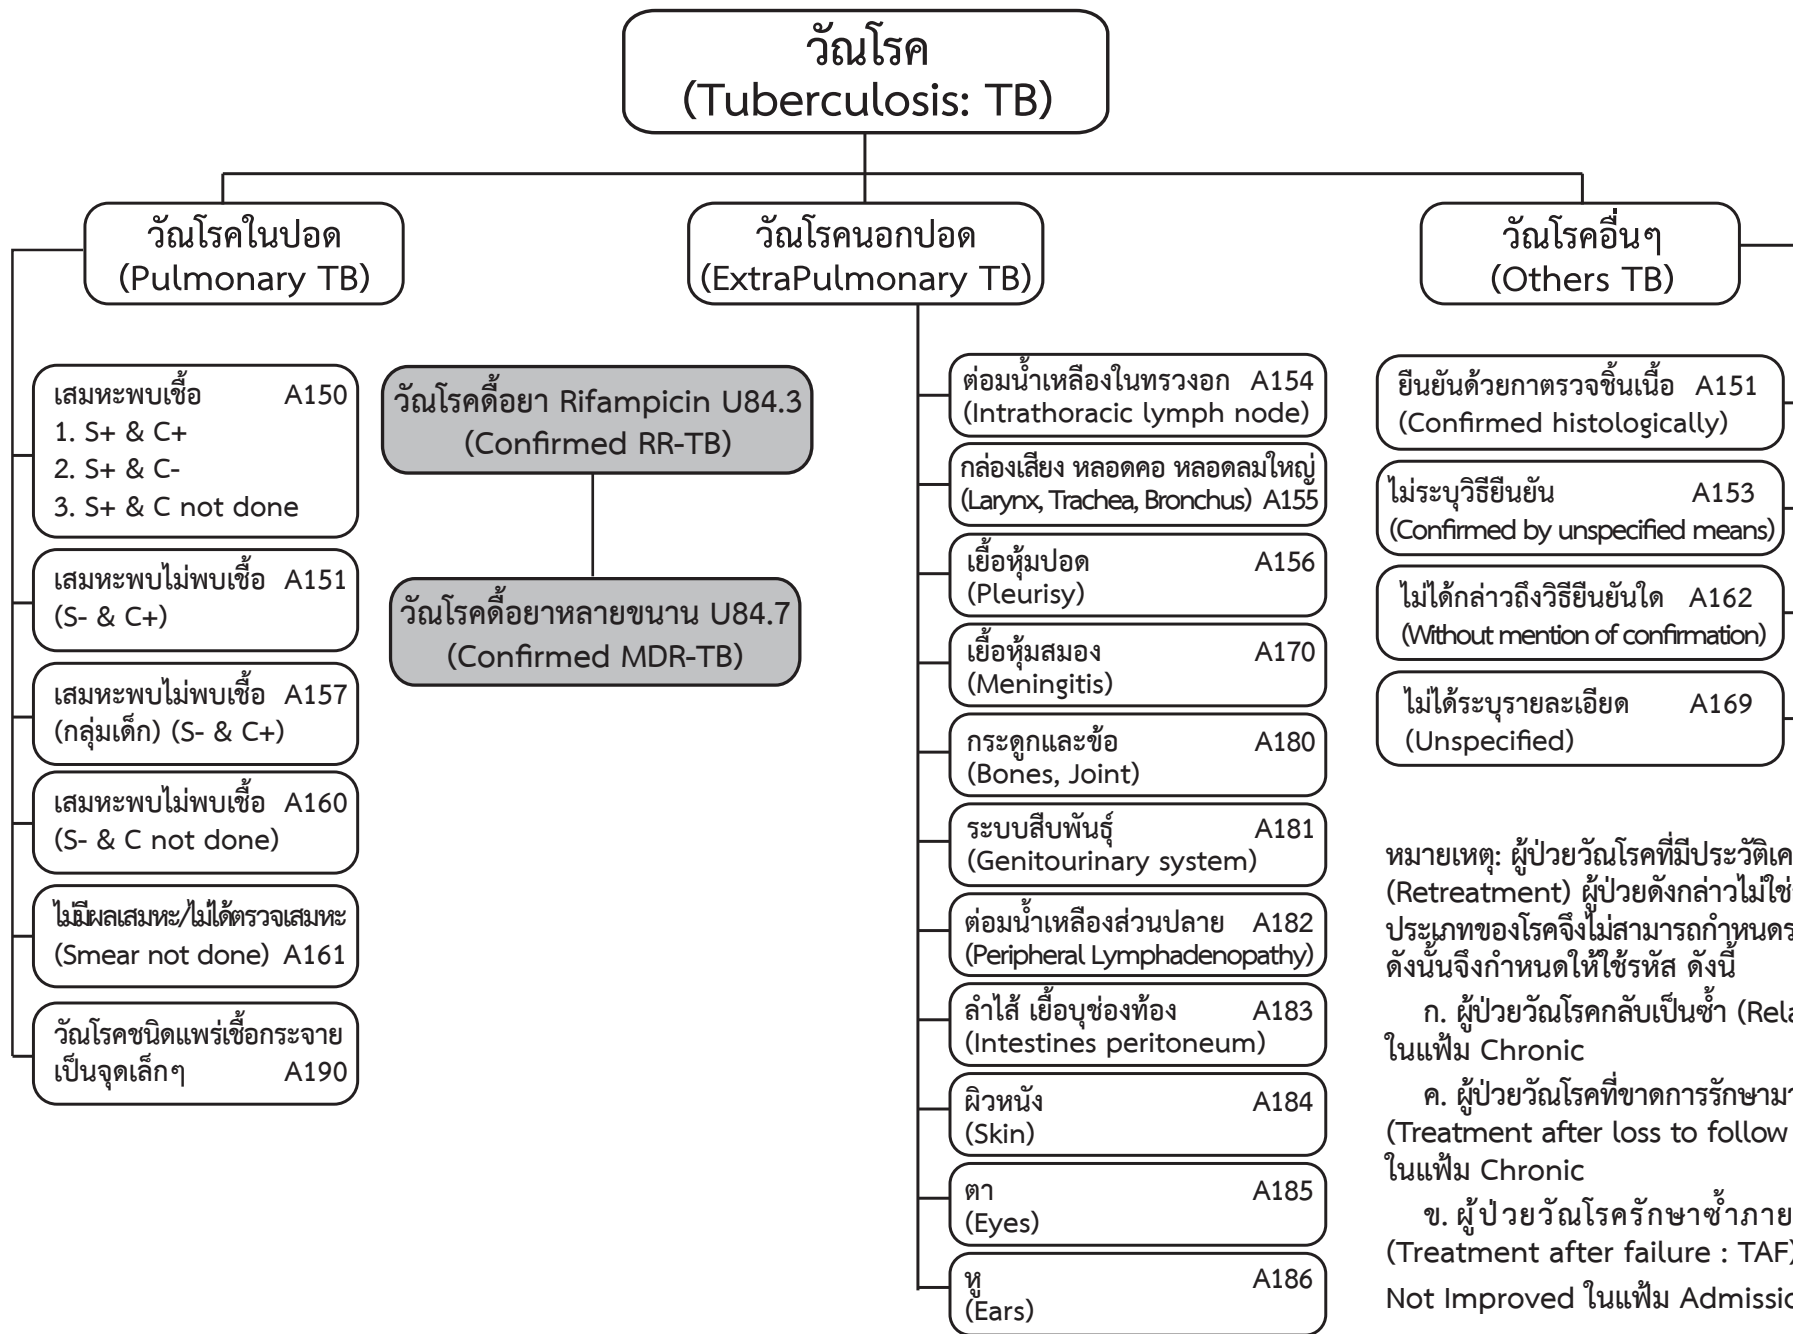 วัณโรค
(Tuberculosis: TB)
วัณโรคในปอด
(Pulmonary TB)
เสมหะพบเชื้อ A150
1. S+ & C+
2. S+ & C-
3. S+ & C not done
เสมหะพบไม่พบเชื้อ A151
(S- & C+)
เสมหะพบไม่พบเชื้อ A157
(กลุ่มเด็ก) (S- & C+)
เสมหะพบไม่พบเชื้อ A160
(S- & C not done)
ไม่มีผลเสมหะ/ไม่ได้ตรวจเสมหะ
(Smear not done) A161
วัณโรคชนิดแพร่เชื้อกระจาย
เป็นจุดเล็กๆ A190
วัณโรคดื้อยา Rifampicin U84.3
(Confirmed RR-TB)
วัณโรคดื้อยาหลายขนาน U84.7
(Confirmed MDR-TB)
วัณโรคนอกปอด
(ExtraPulmonary TB)
ต่อมน้ำเหลืองในทรวงอก A154
(Intrathoracic lymph node)
กล่องเสียง หลอดคอ หลอดลมใหญ่
(Larynx, Trachea, Bronchus) A155
เยื้อหุ้มปอด A156
(Pleurisy)
เยื้อหุ้มสมอง A170
(Meningitis)
กระดูกและข้อ A180
(Bones, Joint)
ระบบสืบพันธุ์ A181
(Genitourinary system)
ต่อมน้ำเหลืองส่วนปลาย A182
(Peripheral Lymphadenopathy)
ลำไส้ เยื้อบุช่องท้อง A183
(Intestines peritoneum)
ผิวหนัง A184
(Skin)
ตา A185
(Eyes)
หู A186
(Ears)
วัณโรคอื่นๆ
(Others TB)
ยืนยันด้วยกาตรวจชิ้นเนื้อ A151
(Confirmed histologically)
ไม่ระบุวิธียืนยัน A153
(Confirmed by unspecified means)
ไม่ได้กล่าวถึงวิธียืนยันใด A162
(Without mention of confirmation)
ไม่ได้ระบุรายละเอียด A169
(Unspecified)
หมายเหตุ: ผู้ป่วยวัณโรคที่มีประวัติเค
(Retreatment) ผู้ป่วยดังกล่าวไม่ใช่
ประเภทของโรคจึงไม่สามารถกำหนดร
ดังนั้นจึงกำหนดให้ใช้รหัส ดังนี้
ก. ผู้ป่วยวัณโรคกลับเป็นซ้ำ (Rela
ในแฟ้ม Chronic
ค. ผู้ป่วยวัณโรคที่ขาดการรักษามา
(Treatment after loss to follow
ในแฟ้ม Chronic
ข. ผู้ป่วยวัณโรครักษาซ้ำภาย
(Treatment after failure : TAF)
Not Improved ในแฟ้ม Admissio